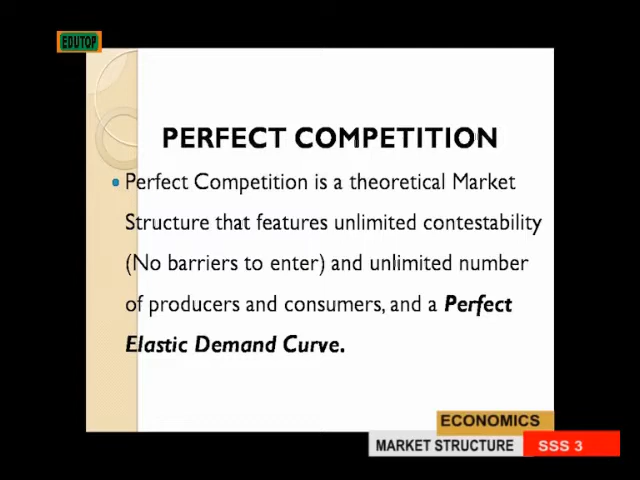 EDUTOP
PERFECT COMPETITION
• Perfect Competition is a theoretical Market
Structure that features unlimited contestability
(No barriers to enter) and unlimited number
of producers and consumers, and a Perfect
Elastic Demand Curve.
ECONOMICS
MARKET STRUCTURE SSS 3